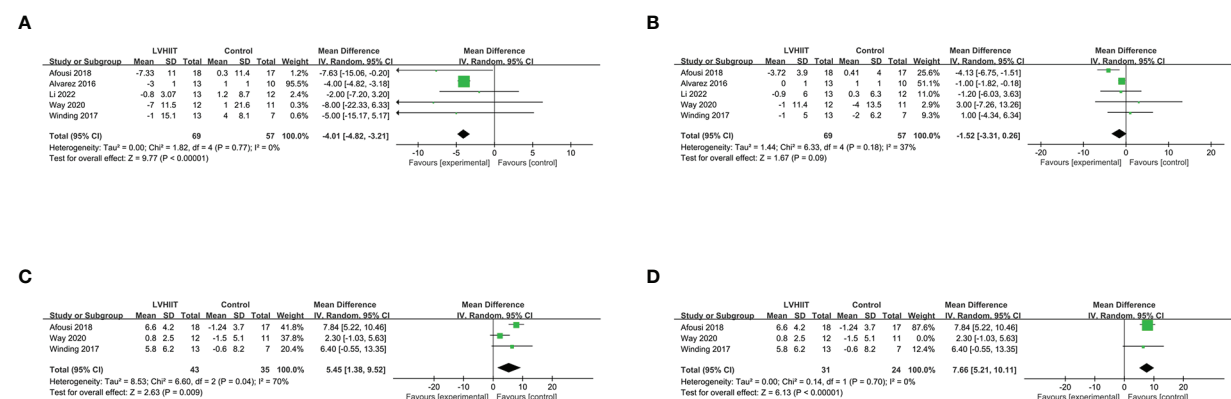 A
LVHIIT Control Mean Difference Mean Difference
Study or Subgroup Mean SD Total Mean SD Total Weight IV. Random. 95% CI IV. Random. 95% CI
Afousi 2018 -7.33 11 18 0.3 11.4 17 1.2% -7.63 [-15.06, -0.20]
Alvarez 2016 -3 1 13 1 1 10 95.5% -4.00 [-4.82, -3.18]
Li 2022 -0.8 3.07 13 1.2 8.7 12 2.4% -2.00 [-7.20, 3.20]
Way 2020 -7 11.5 12 1 21.6 11 0.3% -8.00 [-22.33, 6.33]
Winding 2017 -1 15.1 13 4 8.1 7 0.6% -5.00 [-15.17, 5.17]
Total (95% CI) 69 57 100.0% -4.01 [-4.82, -3.21]
Heterogeneity: Tau² = 0.00; Chi² = 1.82, df = 4 (P = 0.77); I² = 0%
Test for overall effect: Z = 9.77 (P < 0.00001)
-10 -5 0 5 10
Favours [experimental] Favours [control]
B
LVHIIT Control Mean Difference Mean Difference
Study or Subgroup Mean SD Total Mean SD Total Weight IV. Random. 95% CI IV. Random. 95% CI
Afousi 2018 -3.72 3.9 18 0.41 4 17 25.6% -4.13 [-6.75, -1.51]
Alvarez 2016 0 1 13 1 1 10 51.1% -1.00 [-1.82, -0.18]
Li 2022 -0.9 6 13 0.3 6.3 12 11.0% -1.20 [-6.03, 3.63]
Way 2020 -1 11.4 12 -4 13.5 11 2.9% 3.00 [-7.26, 13.26]
Winding 2017 -1 5 13 -2 6.2 7 9.3% 1.00 [-4.34, 6.34]
Total (95% CI) 69 57 100.0% -1.52 [-3.31, 0.26]
Heterogeneity: Tau² = 1.44; Chi² = 6.33, df = 4 (P = 0.18); I² = 37%
Test for overall effect: Z = 1.67 (P = 0.09)
-20 -10 0 10 20
Favours [experimental] Favours [control]
C
LVHIIT Control Mean Difference Mean Difference
Study or Subgroup Mean SD Total Mean SD Total Weight IV. Random. 95% CI IV. Random. 95% CI
Afousi 2018 6.6 4.2 18 -1.24 3.7 17 41.8% 7.84 [5.22, 10.46]
Way 2020 0.8 2.5 12 -1.5 5.1 11 37.8% 2.30 [-1.03, 5.63]
Winding 2017 5.8 6.2 13 -0.6 8.2 7 20.4% 6.40 [-0.55, 13.35]
Total (95% CI) 43 35 100.0% 5.45 [1.38, 9.52]
Heterogeneity: Tau² = 8.53; Chi² = 6.60, df = 2 (P = 0.04); I² = 70%
Test for overall effect: Z = 2.63 (P = 0.009)
-20 -10 0 10 20
Favours [experimental] Favours [control]
D
LVHIIT Control Mean Difference Mean Difference
Study or Subgroup Mean SD Total Mean SD Total Weight IV. Random. 95% CI IV. Random. 95% CI
Afousi 2018 6.6 4.2 18 -1.24 3.7 17 87.6% 7.84 [5.22, 10.46]
Way 2020 0.8 2.5 12 -1.5 5.1 11 0.0% 2.30 [-1.03, 5.63]
Winding 2017 5.8 6.2 13 -0.6 8.2 7 12.4% 6.40 [-0.55, 13.35]
Total (95% CI) 31 24 100.0% 7.66 [5.21, 10.11]
Heterogeneity: Tau² = 0.00; Chi² = 0.14, df = 1 (P = 0.70); I² = 0%
Test for overall effect: Z = 6.13 (P < 0.00001)
-20 -10 0 10 20
Favours [experimental] Favours [control]